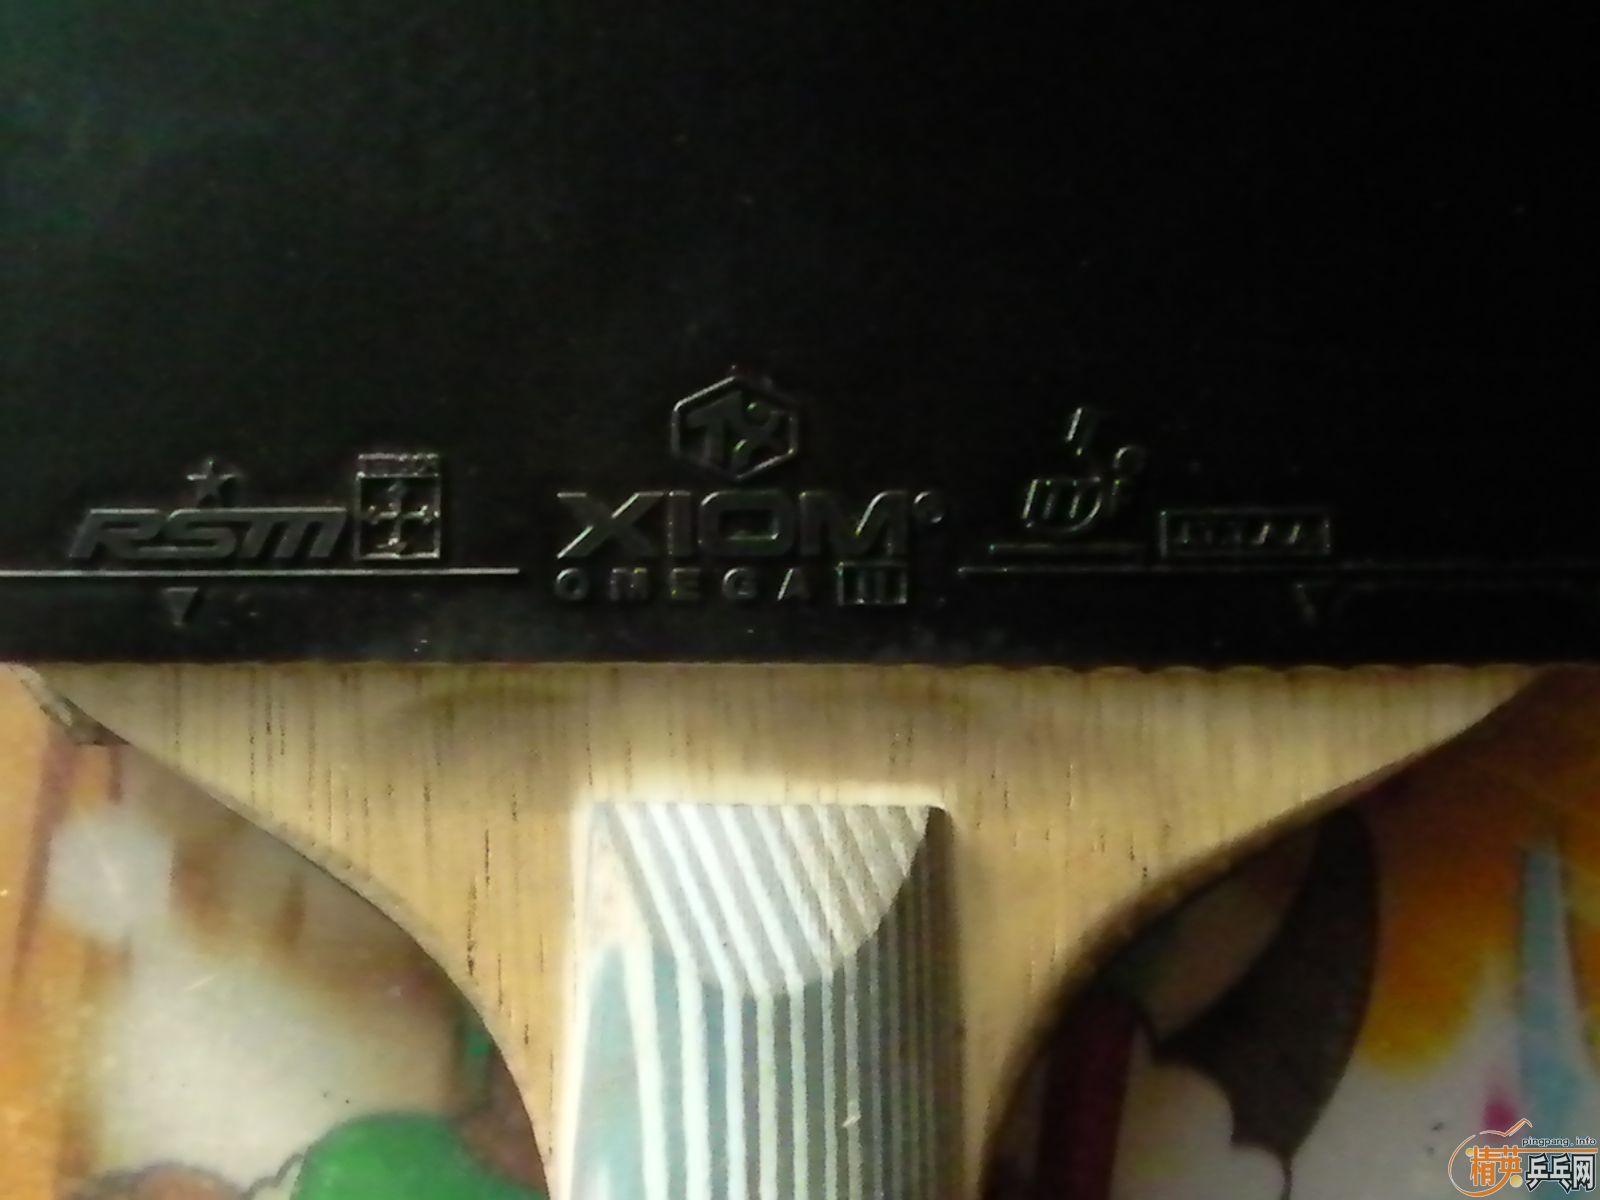 RSM
XIOM
OMEGA III
pingpang.info
精英乒乓网